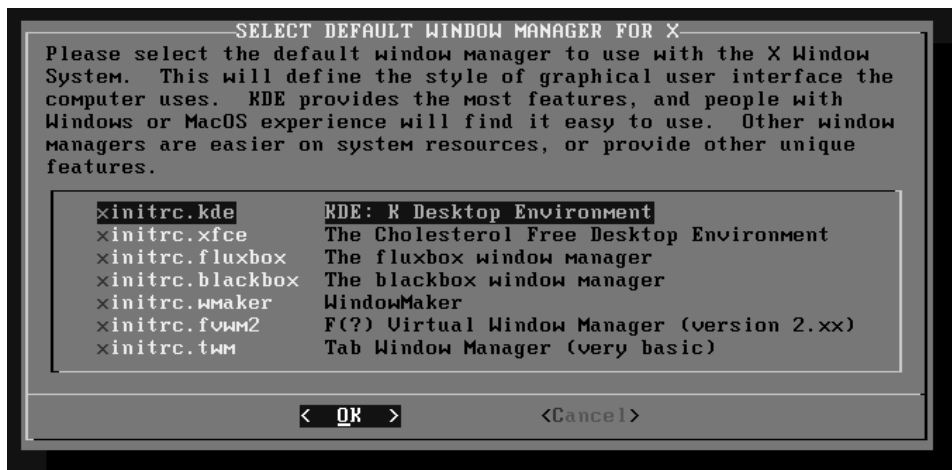 SELECT DEFAULT WINDOW MANAGER FOR X
Please select the default window manager to use with the X Window
System.  This will define the style of graphical user interface the
computer uses.  KDE provides the most features, and people with
Windows or MacOS experience will find it easy to use.  Other window
managers are easier on system resources, or provide other unique
features.
xinitrc.kde KDE: K Desktop Environment
xinitrc.xfce The Cholesterol Free Desktop Environment
xinitrc.fluxbox The fluxbox window manager
xinitrc.blackbox The blackbox window manager
xinitrc.wmaker WindowMaker
xinitrc.fvwm2 F(?) Virtual Window Manager (version 2.xx)
xinitrc.twm Tab Window Manager (very basic)
< OK > <Cancel>